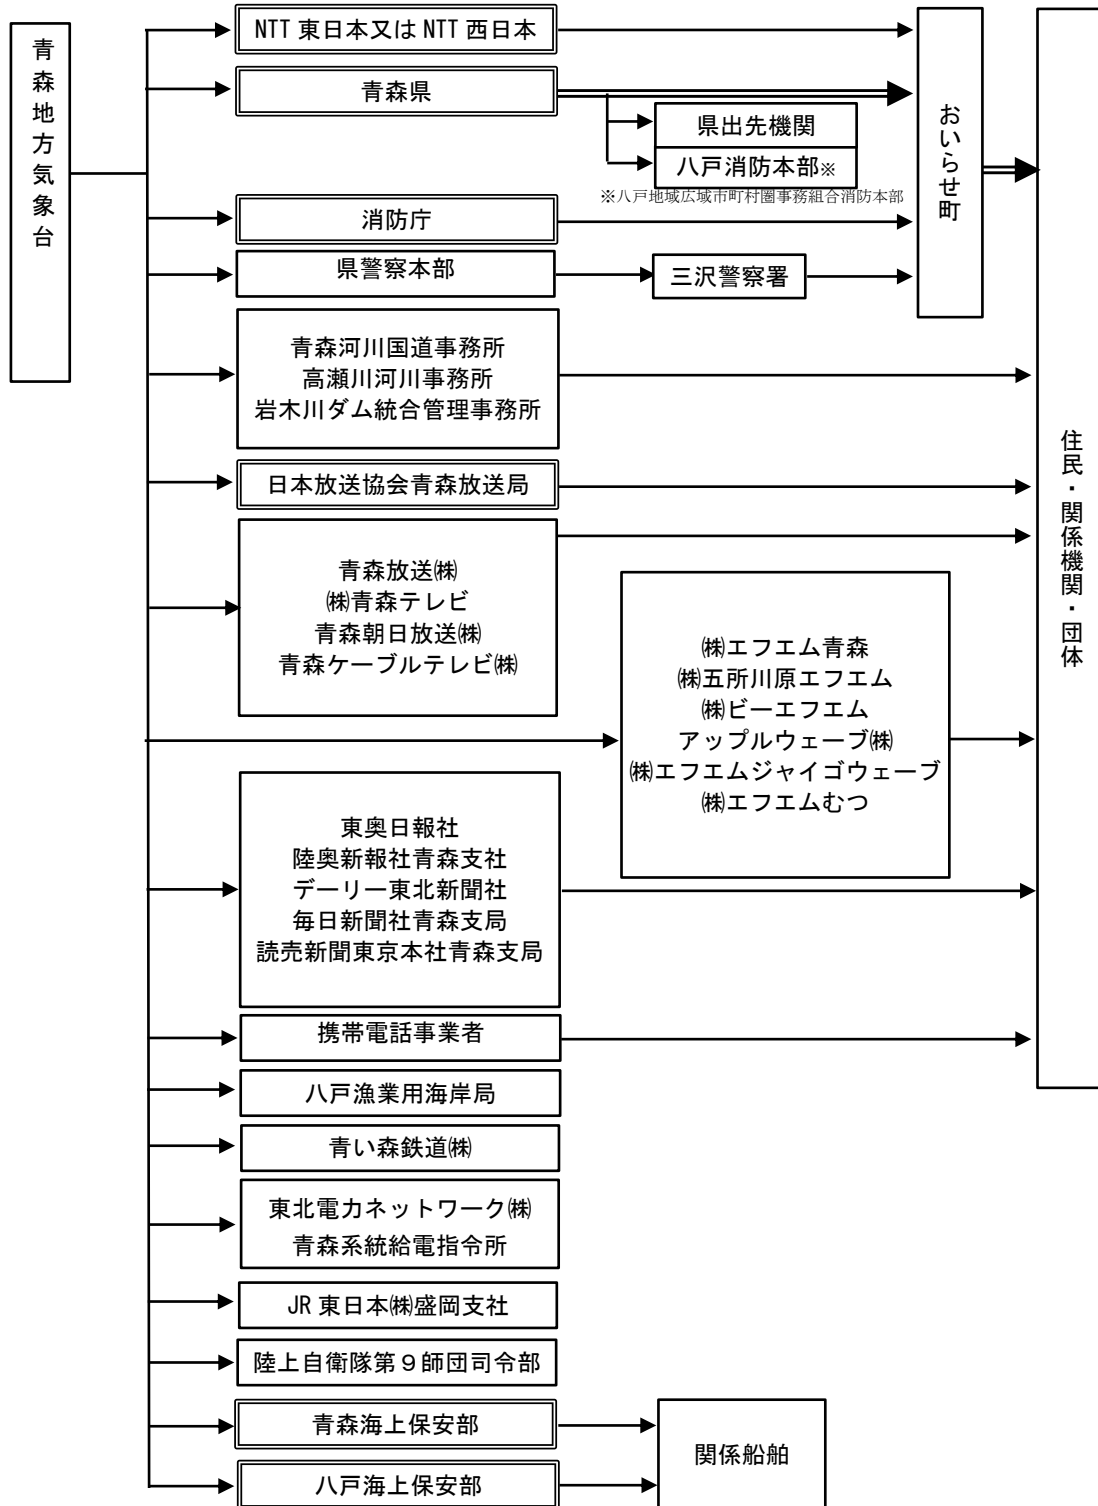 青森地方気象台
NTT 東日本又は NTT 西日本
青森県
県出先機関
八戸消防本部※
※八戸地域広域市町村圏事務組合消防本部
消防庁
県警察本部
三沢警察署
おいらせ町
青森河川国道事務所
高瀬川河川事務所
岩木川ダム統合管理事務所
日本放送協会青森放送局
青森放送㈱
㈱青森テレビ
青森朝日放送㈱
青森ケーブルテレビ㈱
㈱エフエム青森
㈱五所川原エフエム
㈱ビーエフエム
アップルウェーブ㈱
㈱エフエムジャイゴウェーブ
㈱エフエムむつ
住民・関係機関・団体
東奥日報社
陸奥新報社青森支社
デーリー東北新聞社
毎日新聞社青森支局
読売新聞東京本社青森支局
携帯電話事業者
八戸漁業用海岸局
青い森鉄道㈱
東北電力ネットワーク㈱
青森系統給電指令所
JR 東日本㈱盛岡支社
陸上自衛隊第９師団司令部
青森海上保安部
八戸海上保安部
関係船舶